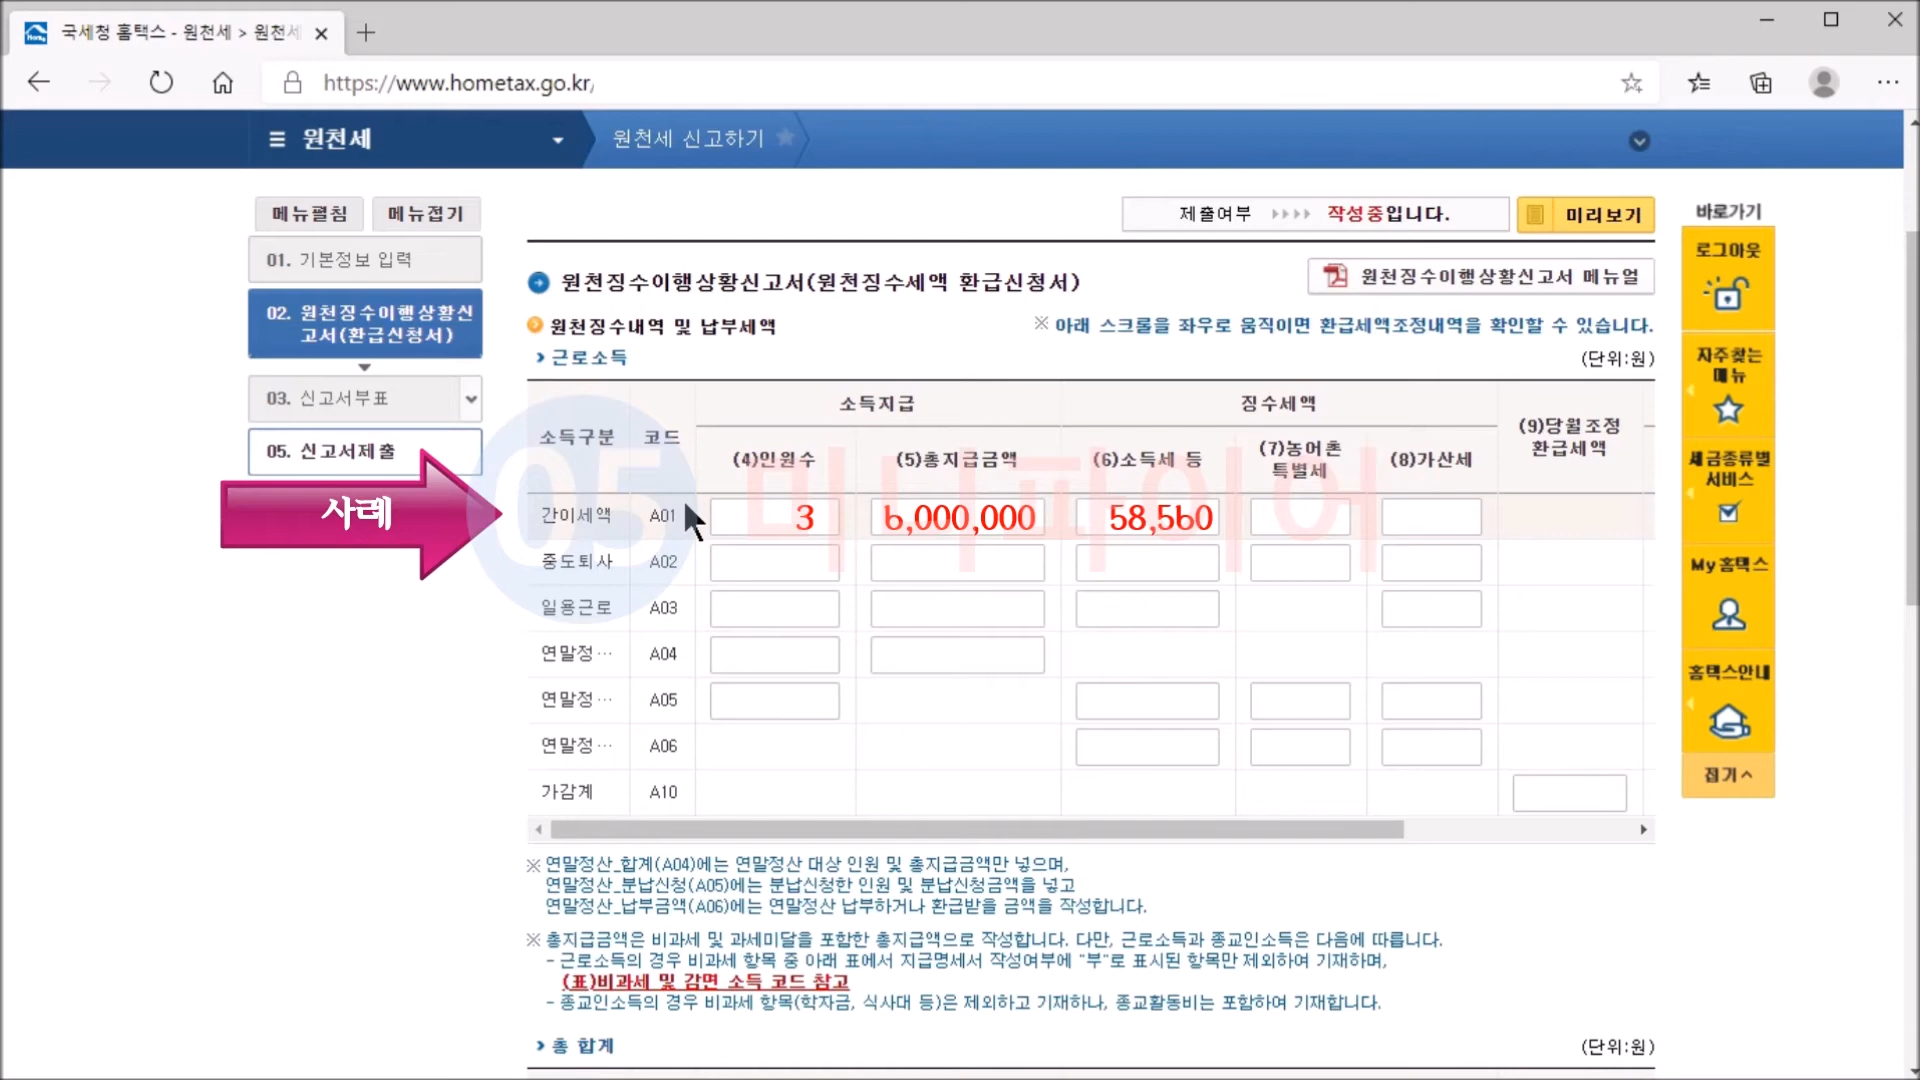 국세청 홈택스 - 원천세 > 원천세
https://www.hometax.go.kr/
원천세
원천세 신고하기
메뉴펼침 메뉴접기
01. 기본정보 입력
02. 원천징수이행상황신
고서(환급신청서)
03. 신고서부표
05. 신고서제출
사례
제출여부 작성중입니다.
미리보기
원천징수이행상황신고서(원천징수세액 환급신청서)
원천징수이행상황신고서 메뉴얼
원천징수내역 및 납부세액
※ 아래 스크롤을 좌우로 움직이면 환급세액조정내역을 확인할 수 있습니다.
근로소득
(단위:원)
소득구분 코드 소득지급 징수세액 (9)당월조정
환급세액
(4)인원수 (5)총지급금액 (6)소득세 등 (7)농어촌
특별세 (8)가산세
간이세액 A01 3 6,000,000 58,560
중도퇴사 A02
일용근로 A03
연말정… A04
연말정… A05
연말정… A06
가감계 A10
05 미니파이어
※ 연말정산_합계(A04)에는 연말정산 대상 인원 및 총지급금액만 넣으며,
연말정산_분납신청(A05)에는 분납신청한 인원 및 분납신청금액을 넣고
연말정산_납부금액(A06)에는 연말정산 납부하거나 환급받을 금액을 작성합니다.
※ 총지급금액은 비과세 및 과세미달을 포함한 총지급액으로 작성합니다. 다만, 근로소득과 종교인소득은 다음에 따릅니다.
- 근로소득의 경우 비과세 항목 중 아래 표에서 지급명세서 작성여부에 "부"로 표시된 항목만 제외하여 기재하며,
(표)비과세 및 감면 소득 코드 참고
- 종교인소득의 경우 비과세 항목(학자금, 식사대 등)은 제외하고 기재하나, 종교활동비는 포함하여 기재합니다.
총 합계
(단위:원)
바로가기
로그아웃
자주찾는
메뉴
세금종류별
서비스
My홈택스
홈택스안내
접기